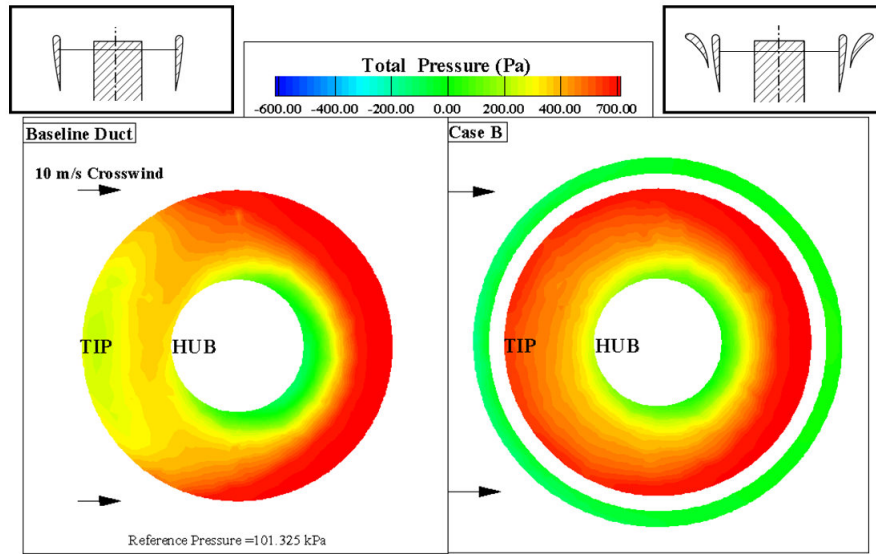 Total Pressure (Pa)
-600.00 -400.00 -200.00 0.00 200.00 400.00 700.00
Baseline Duct
10 m/s Crosswind
TIP HUB
Reference Pressure =101.325 kPa
Case B
TIP HUB